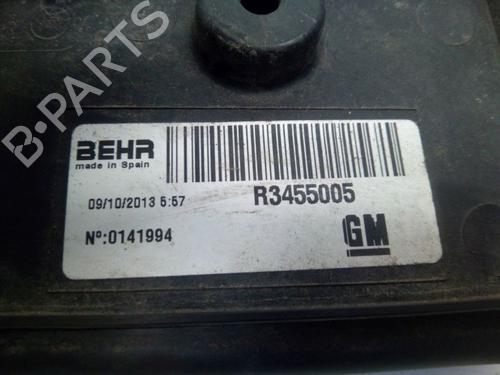 B-PARTS
BEHR
made in Spain
R3455005
09/10/2013 5:57
Nº:0141994
GM